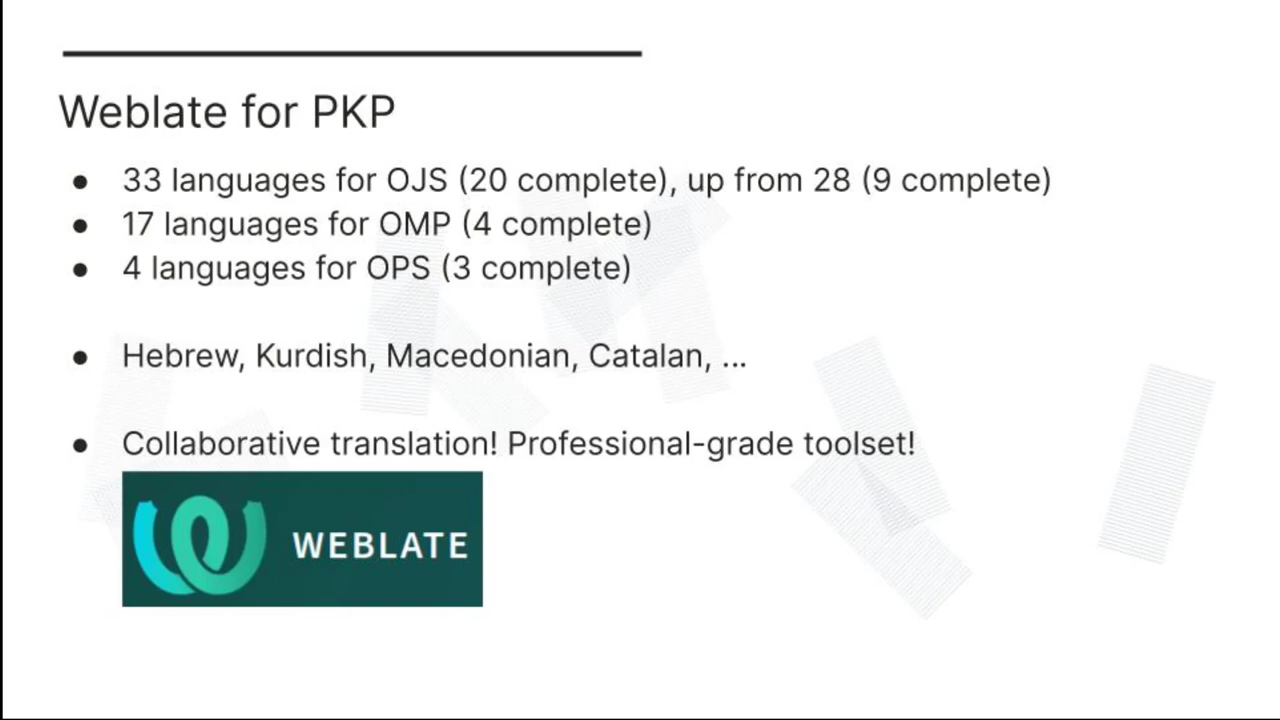 Weblate for PKP
● 33 languages for OJS (20 complete), up from 28 (9 complete)
● 17 languages for OMP (4 complete)
● 4 languages for OPS (3 complete)
● Hebrew, Kurdish, Macedonian, Catalan, ...
● Collaborative translation! Professional-grade toolset!
WEBLATE